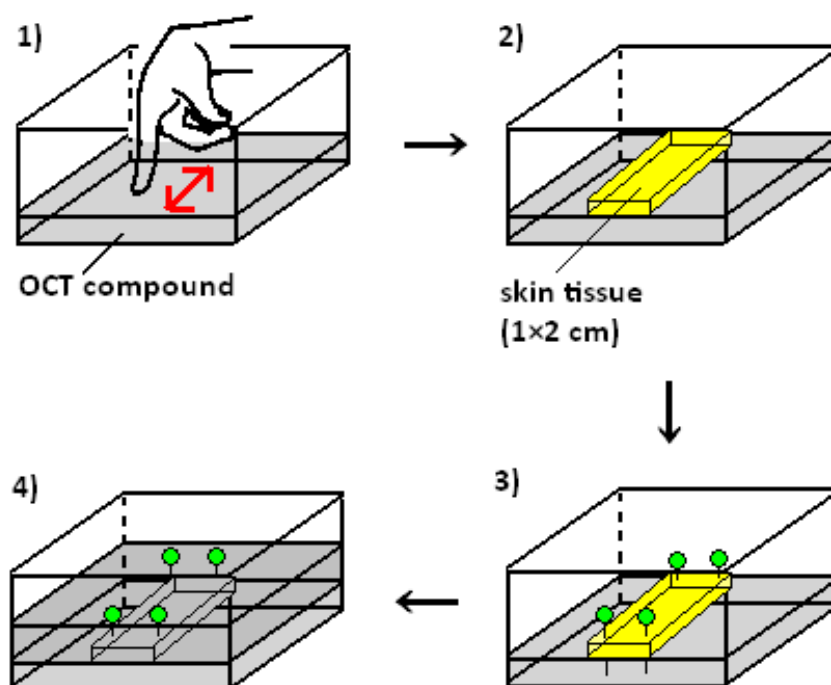 1)
2)
OCT compound
skin tissue
(1×2 cm)
4)
3)